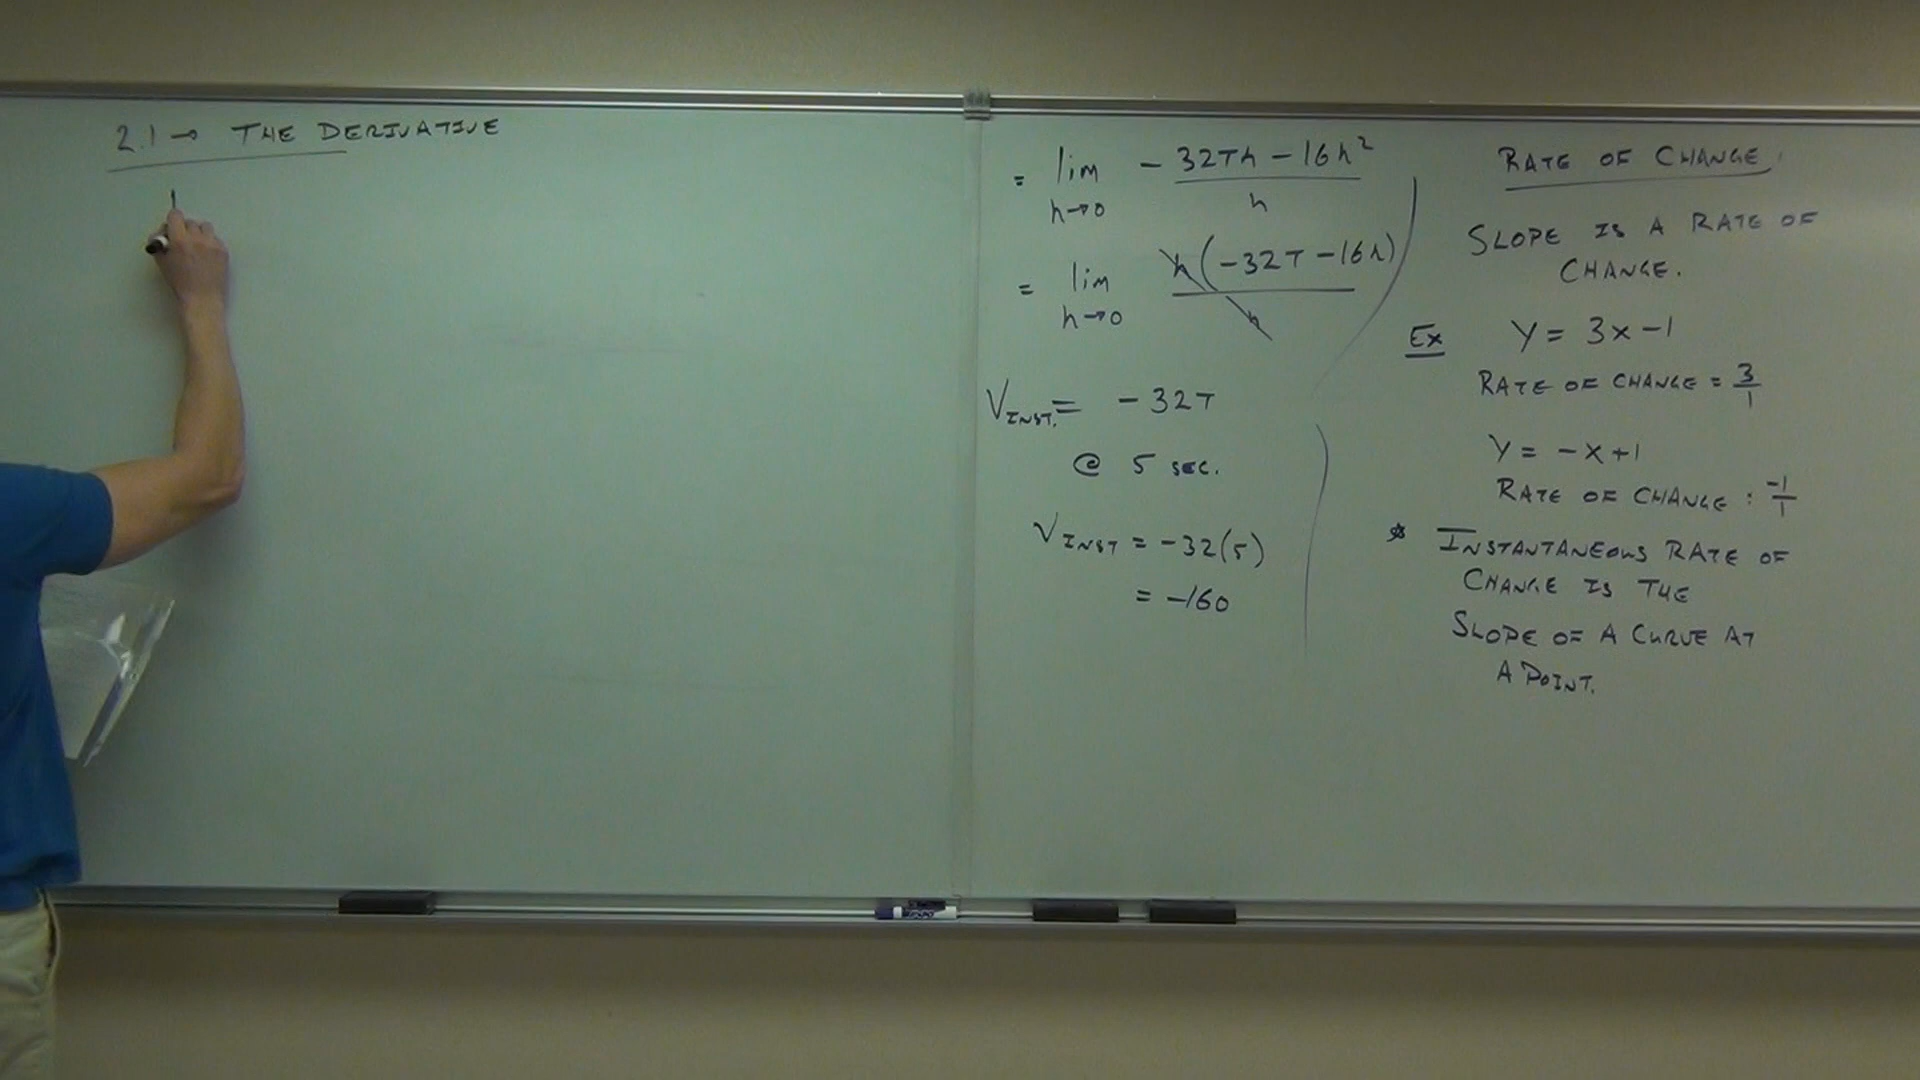 2.1 → THE DERIVATIVE
= lim h→0 -32Th - 16h² / h
= lim h→0 h(-32T - 16h) / h
V INST. = -32T
@ 5 SEC.
V INST = -32(5)
= -160
RATE OF CHANGE
SLOPE IS A RATE OF
CHANGE.
Ex Y = 3x - 1
RATE OF CHANGE = 3/1
Y = -x + 1
RATE OF CHANGE : -1/1
* INSTANTANEOUS RATE OF
CHANGE IS THE
SLOPE OF A CURVE AT
A POINT.